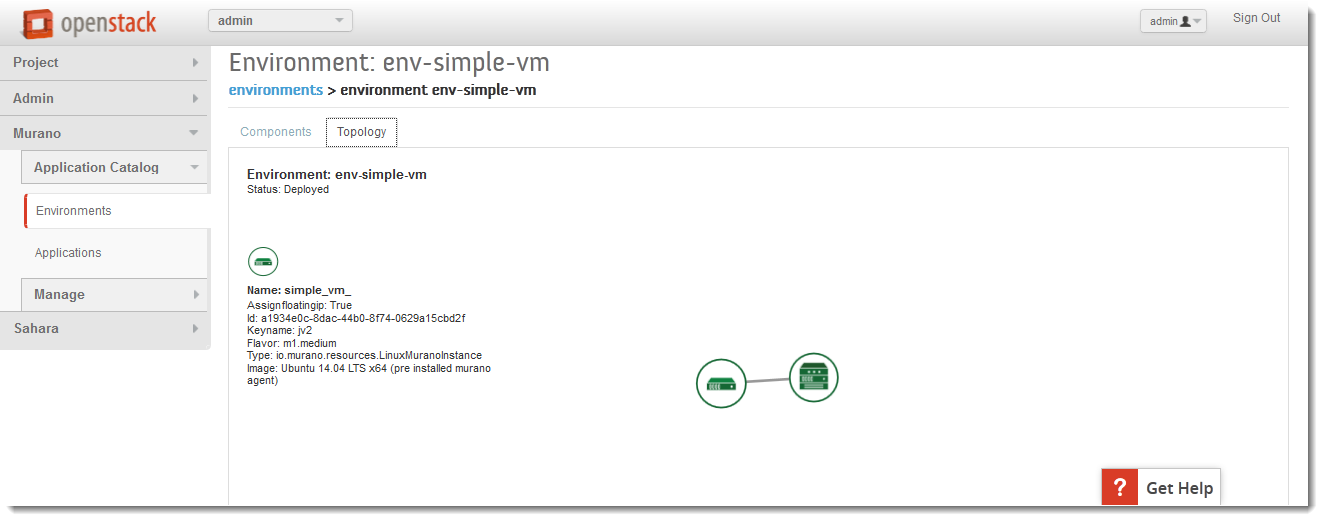 openstack
admin
admin
Sign Out
Project
Admin
Murano
Application Catalog
Environments
Applications
Manage
Sahara
Environment: env-simple-vm
environments > environment env-simple-vm
Components
Topology
Environment: env-simple-vm
Status: Deployed
Name: simple_vm_
Assignfloatingip: True
Id: a1934e0c-8dac-44b0-8f74-0629a15cbd2f
Keyname: jv2
Flavor: m1.medium
Type: io.murano.resources.LinuxMuranoInstance
Image: Ubuntu 14.04 LTS x64 (pre installed murano
agent)
? Get Help